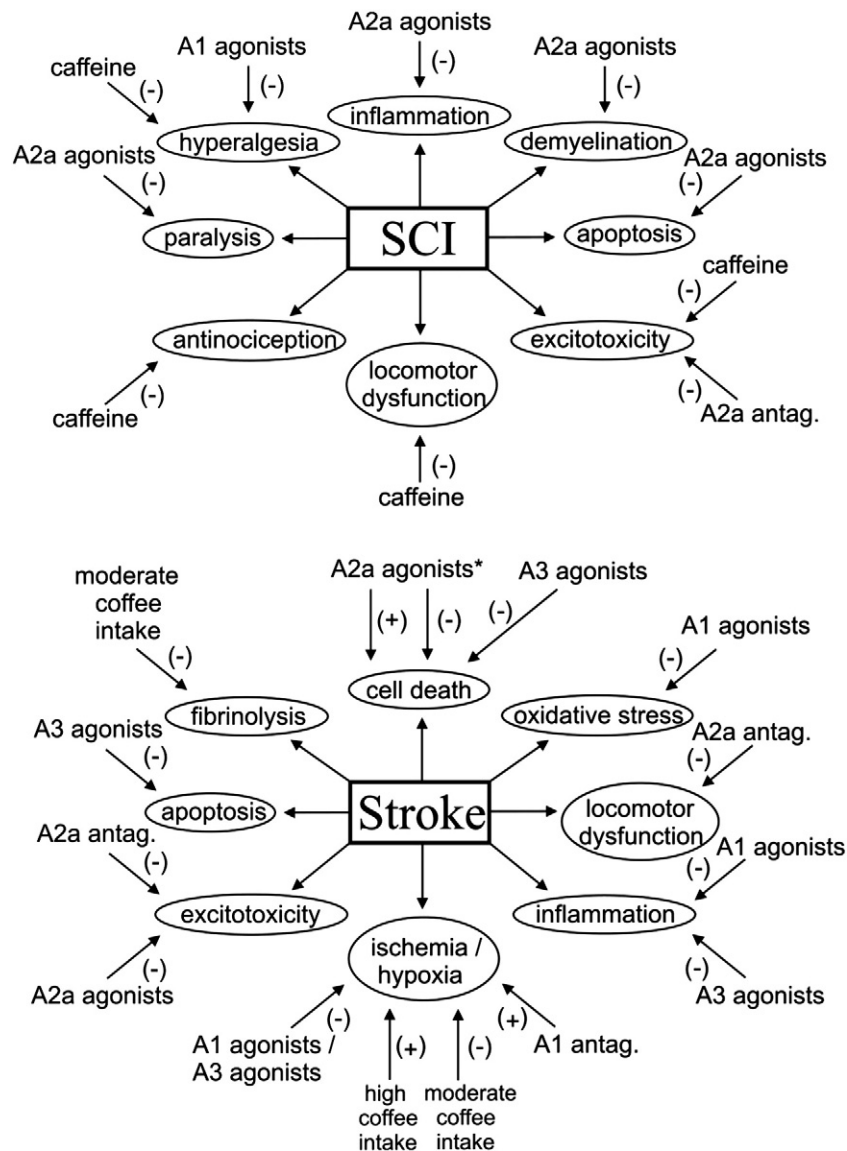 A2a agonists
A1 agonists
A2a agonists
caffeine
(-)
(-)
(-)
(-)
inflammation
hyperalgesia
demyelination
A2a agonists
A2a agonists
(-)
(-)
SCI
paralysis
apoptosis
caffeine
(-)
antinociception
excitotoxicity
locomotor
dysfunction
(-)
(-)
A2a antag.
caffeine
(-)
caffeine
moderate
coffee
intake
A2a agonists*
A3 agonists
(+)
(-)
(-)
A1 agonists
(-)
(-)
cell death
fibrinolysis
oxidative stress
A3 agonists
A2a antag.
(-)
(-)
Stroke
apoptosis
locomotor
dysfunction
A2a antag.
A1 agonists
(-)
(-)
excitotoxicity
inflammation
ischemia /
hypoxia
(-)
(-)
A2a agonists
A3 agonists
(-)
(+)
(-)
(+)
A1 agonists /
A3 agonists
A1 antag.
high
coffee
intake
moderate
coffee
intake